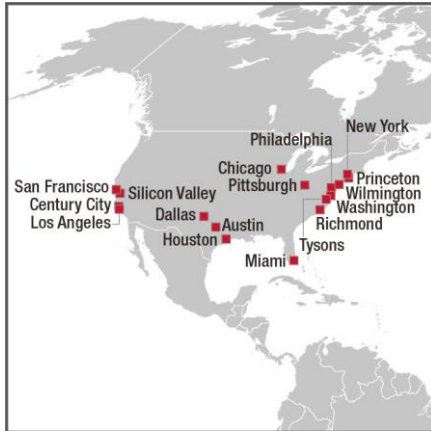 New York
Philadelphia
Chicago
Pittsburgh
Princeton
Wilmington
Washington
Richmond
San Francisco
Silicon Valley
Century City
Los Angeles
Dallas
Austin
Houston
Tysons
Miami